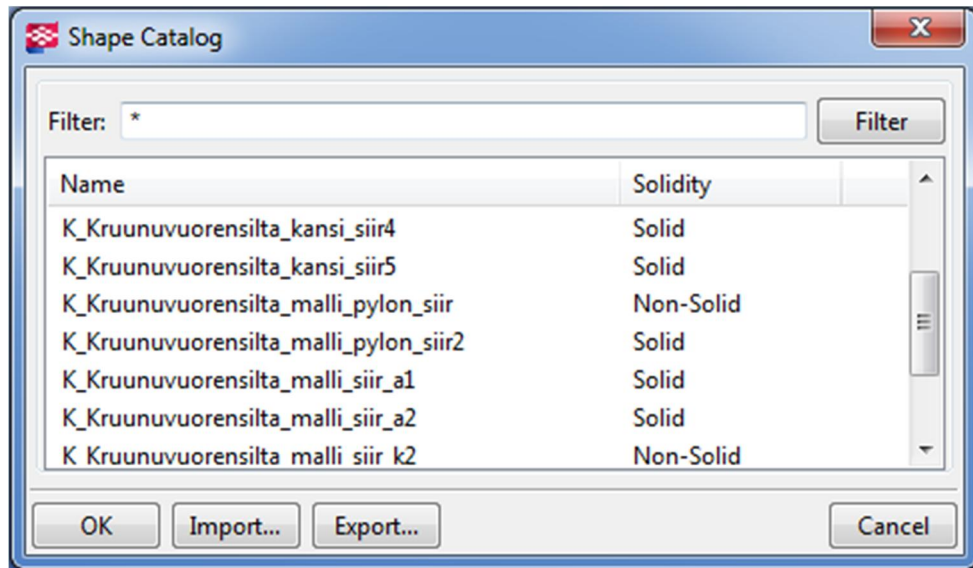 Shape Catalog
Filter: * Filter
Name Solidity
K_Kruunuvuorensilta_kansi_siir4 Solid
K_Kruunuvuorensilta_kansi_siir5 Solid
K_Kruunuvuorensilta_malli_pylon_siir Non-Solid
K_Kruunuvuorensilta_malli_pylon_siir2 Solid
K_Kruunuvuorensilta_malli_siir_a1 Solid
K_Kruunuvuorensilta_malli_siir_a2 Solid
K_Kruunuvuorensilta_malli_siir_k2 Non-Solid
OK Import... Export... Cancel